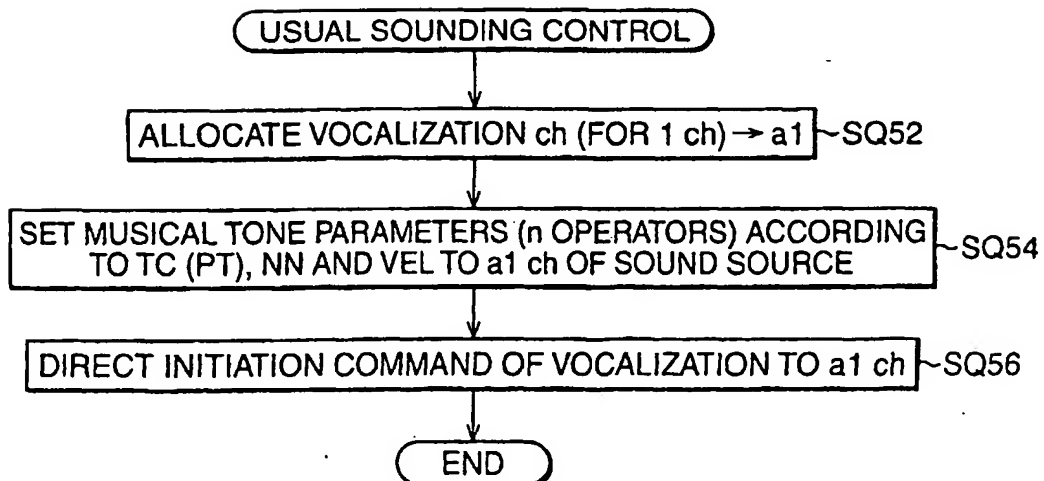 USUAL SOUNDING CONTROL
ALLOCATE VOCALIZATION ch (FOR 1 ch) → a1
SQ52
SET MUSICAL TONE PARAMETERS (n OPERATORS) ACCORDING
TO TC (PT), NN AND VEL TO a1 ch OF SOUND SOURCE
SQ54
DIRECT INITIATION COMMAND OF VOCALIZATION TO a1 ch
SQ56
END